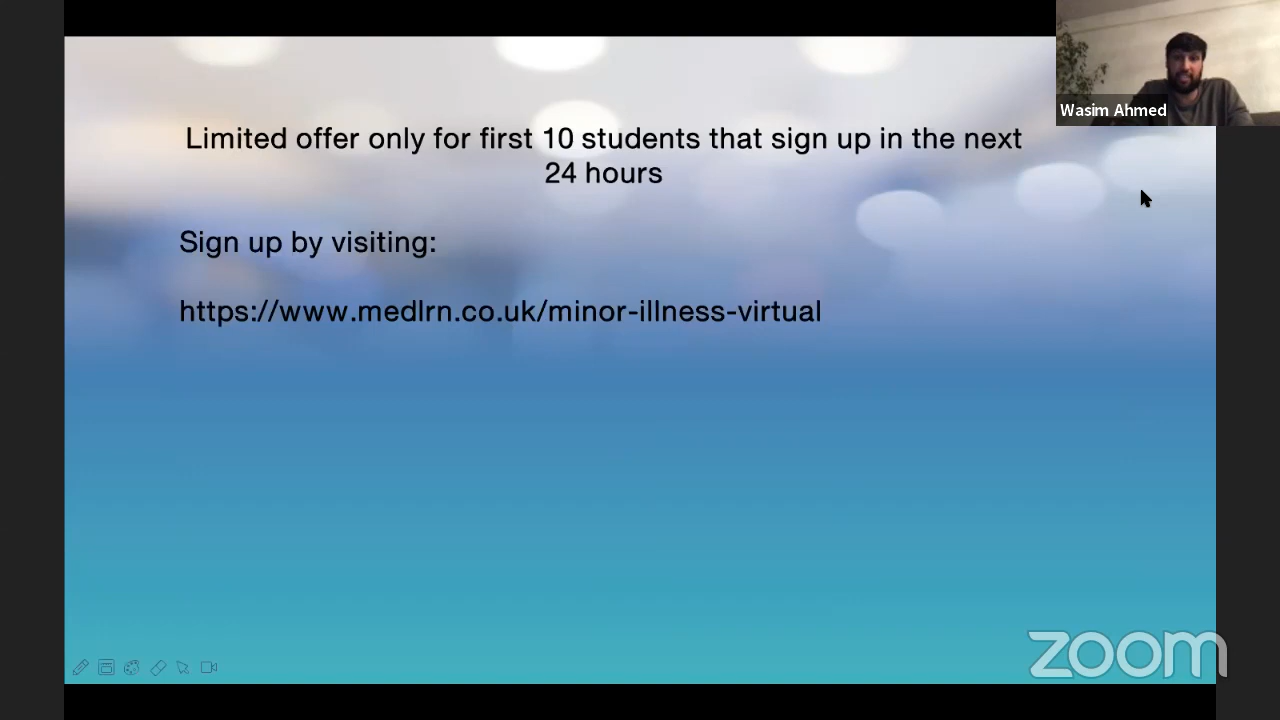 Wasim Ahmed
Limited offer only for first 10 students that sign up in the next
24 hours
Sign up by visiting:
https://www.medlrn.co.uk/minor-illness-virtual
zoom